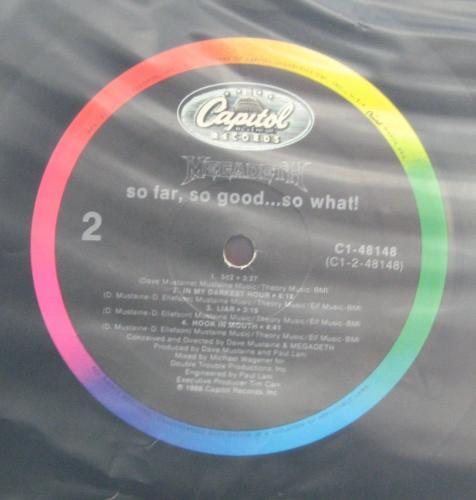 Capitol
RECORDS
MEGADETH
so far, so good...so what!
2
C1-48148
(C1-2-48148)
1. 502 • 3:27
(Dave Mustaine) Mustaine Music/Theory Music-BMI
2. IN MY DARKEST HOUR • 6:18
(D. Mustaine-D. Ellefson) Mustaine Music/Theory Music/Elf Music-BMI
3. LIAR • 3:19
(D. Mustaine-D. Ellefson) Mustaine Music/Theory Music/Elf Music-BMI
4. HOOK IN MOUTH • 4:41
(D. Mustaine-D. Ellefson) Mustaine Music/Theory Music/Elf Music-BMI
Conceived and Directed by Dave Mustaine & MEGADETH
Produced by Dave Mustaine and Paul Lani
Mixed by Michael Wagener for
Double Trouble Productions, Inc.
Engineered by Paul Lani
Executive Producer Tim Carr
℗ 1988 Capitol Records, Inc.